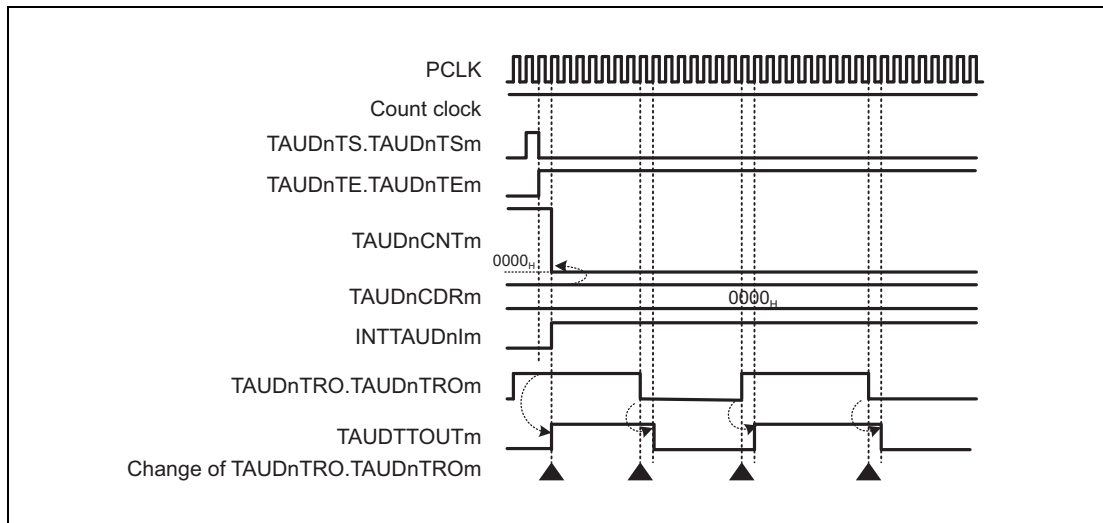 PCLK
Count clock
TAUDnTS.TAUDnTSm
TAUDnTE.TAUDnTEm
TAUDnCNTm
0000H
TAUDnCDRm
0000H
INTTAUDnIm
TAUDnTRO.TAUDnTROm
TAUDTTOUTm
Change of TAUDnTRO.TAUDnTROm